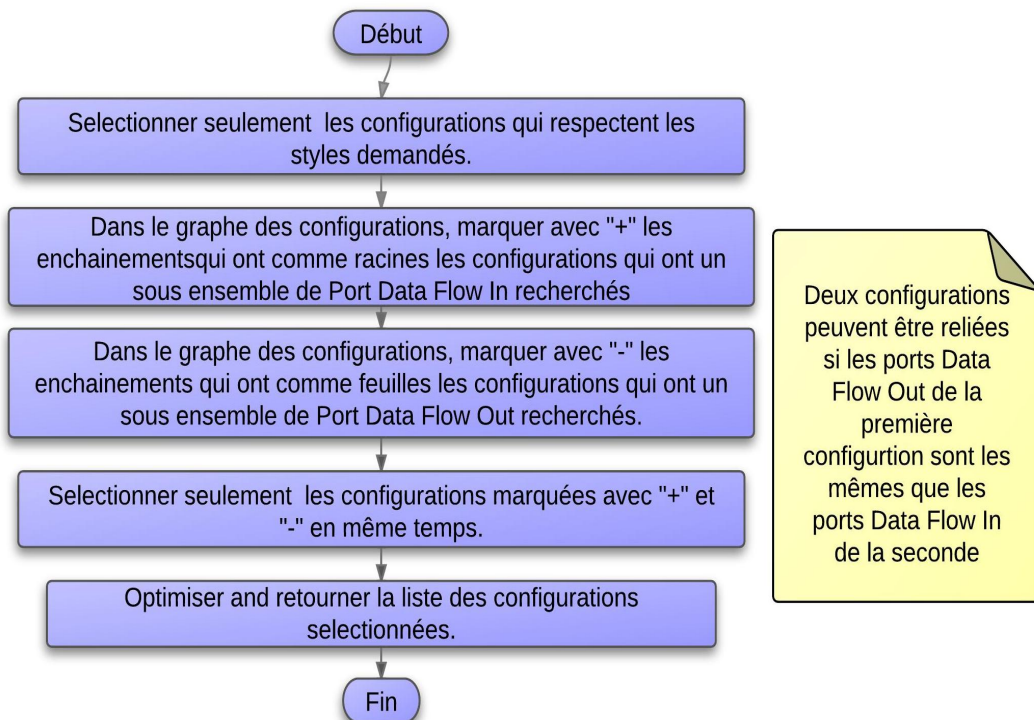 Début
Selectionner seulement  les configurations qui respectent les
styles demandés.
Dans le graphe des configurations, marquer avec "+" les
enchainementsqui ont comme racines les configurations qui ont un
sous ensemble de Port Data Flow In recherchés
Dans le graphe des configurations, marquer avec "-" les
enchainements qui ont comme feuilles les configurations qui ont un
sous ensemble de Port Data Flow Out recherchés.
Selectionner seulement  les configurations marquées avec "+" et
"-" en même temps.
Optimiser and retourner la liste des configurations
selectionnées.
Fin
Deux configurations
peuvent être reliées
si les ports Data
Flow Out de la
première
configurtion sont les
mêmes que les
ports Data Flow In
de la seconde